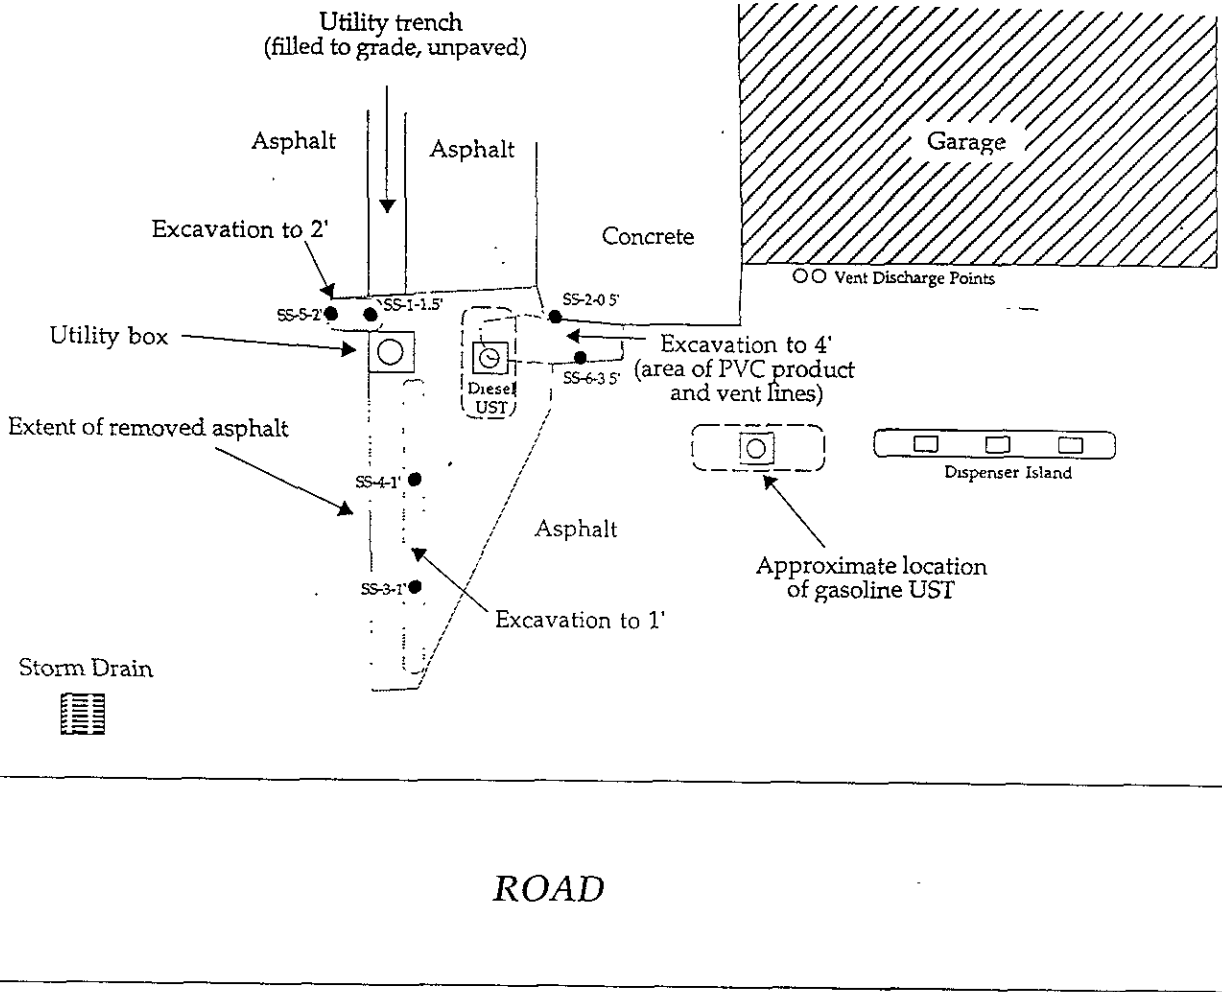 Utility trench
(filled to grade, unpaved)
Asphalt
Asphalt
Garage
Excavation to 2'
Concrete
Vent Discharge Points
SS-5-2'
SS-1-1.5'
SS-2-0 5'
Utility box
Excavation to 4'
(area of PVC product
and vent lines)
SS-6-3 5'
Diesel
UST
Extent of removed asphalt
Dispenser Island
SS-4-1'
Asphalt
Approximate location
of gasoline UST
SS-3-1'
Excavation to 1'
Storm Drain
ROAD